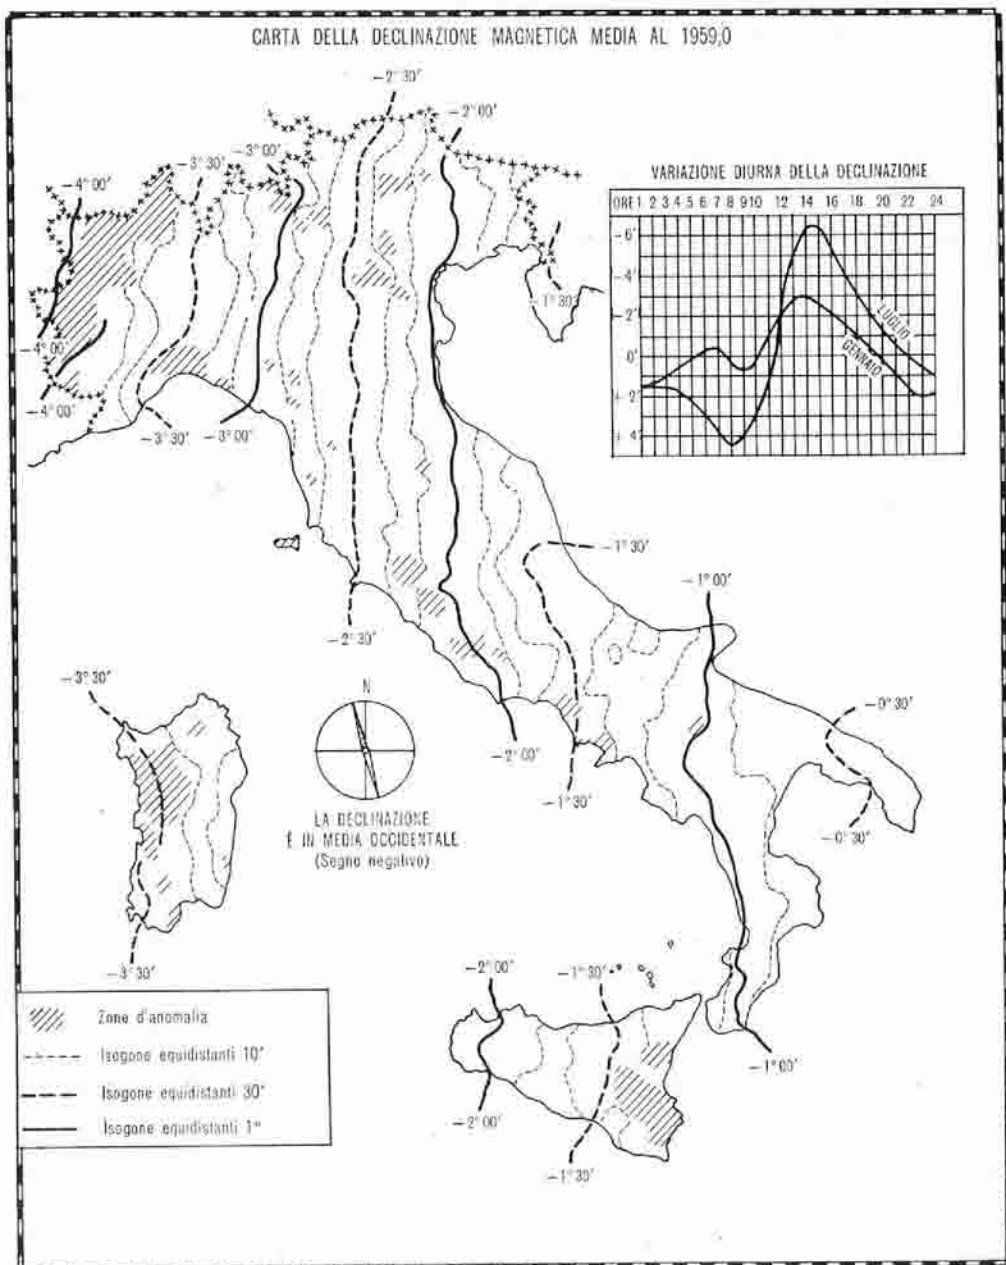 CARTA DELLA DECLINAZIONE MAGNETICA MEDIA AL 1959,0
−2° 30'
−2° 00'
−3° 30'
−3° 00'
−4° 00'
VARIAZIONE DIURNA DELLA DECLINAZIONE
ORE 1 2 3 4 5 6 7 8 9 10 12 14 16 18 20 22 24
− 6'
− 4'
− 2'
0'
+ 2'
+ 4'
LUGLIO
GENNAIO
−1° 30'
−4° 00'
−4° 00'
−3° 30'
−3° 00'
−1° 30'
−1° 00'
−2° 30'
−3° 30'
N
−0° 30'
−2° 00'
−1° 30'
−0° 30'
LA DECLINAZIONE
È IN MEDIA OCCIDENTALE
(Segno negativo)
−3° 30'
−2° 00'
−1° 30'
−1° 00'
−2° 00'
−1° 30'
Zone d'anomalia
Isogone equidistanti 10'
Isogone equidistanti 30'
Isogone equidistanti 1°